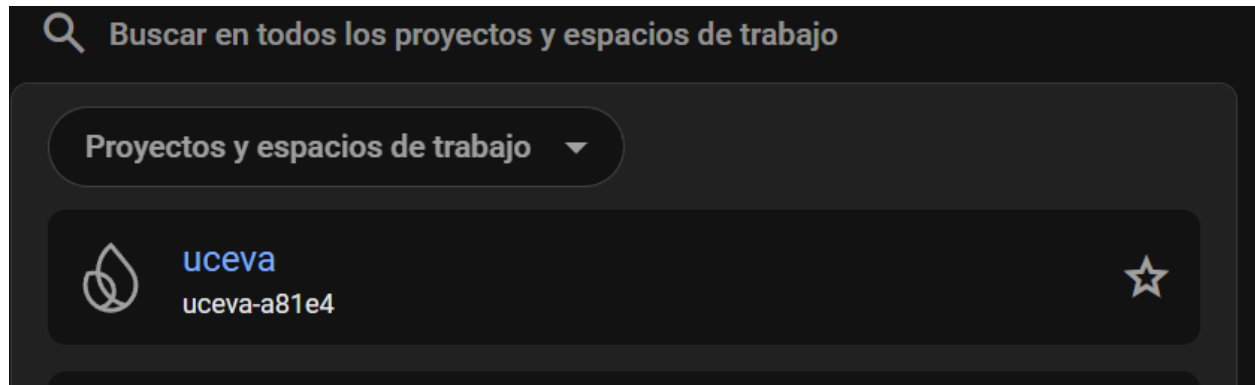 Buscar en todos los proyectos y espacios de trabajo
Proyectos y espacios de trabajo
uceva
uceva-a81e4